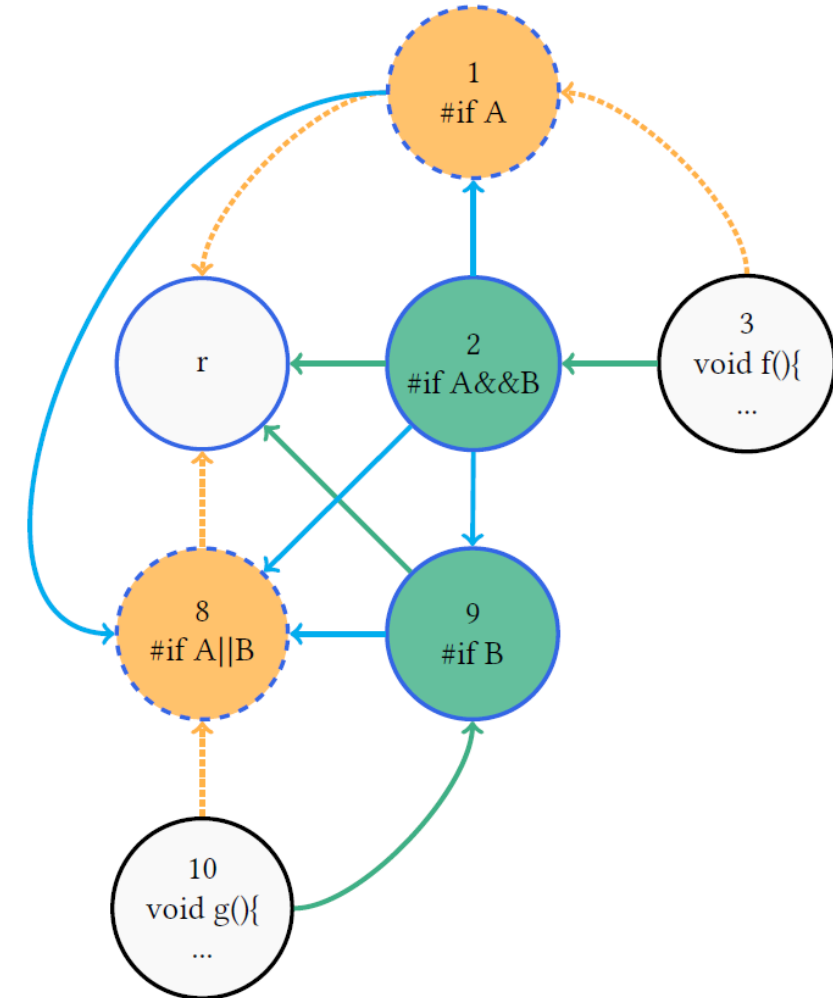 1
#if A
r
2
#if A&&B
3
void f(){
...
8
#if A||B
9
#if B
10
void g(){
...